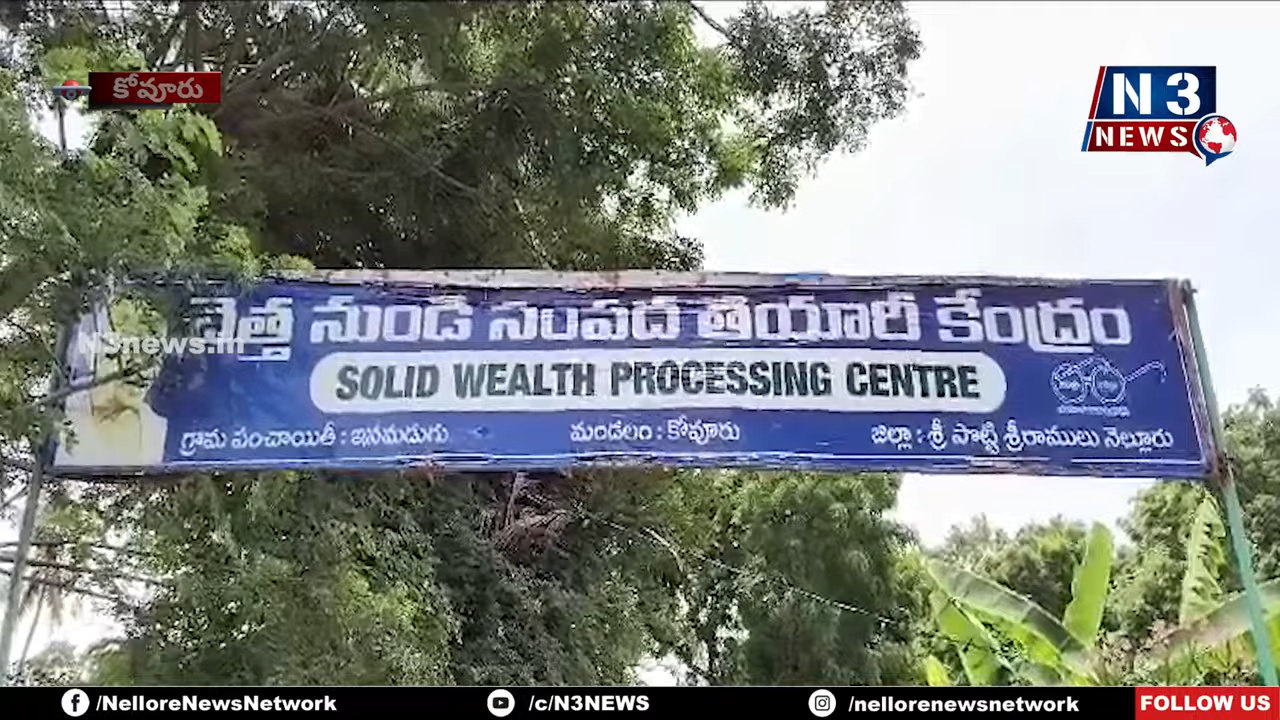 కోవూరు
N3
NEWS
చెత్త నుండి సంపద తయారీ కేంద్రం
N3news.in
SOLID WEALTH PROCESSING CENTRE
గ్రామ పంచాయితీ : ఇనమడుగు
మండలం : కోవూరు
జిల్లా : శ్రీ పొట్టి శ్రీరాములు నెల్లూరు
/NelloreNewsNetwork
/c/N3NEWS
/nellorenewsnetwork
FOLLOW US